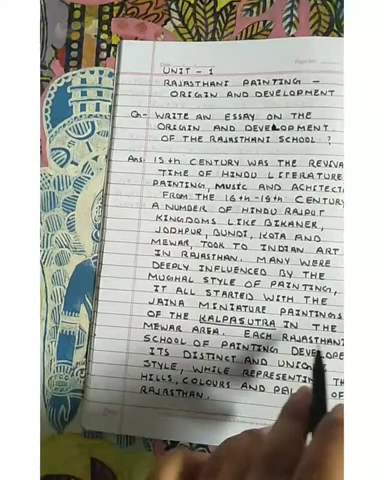 UNIT - 1
RAJASTHANI PAINTING -
ORIGIN AND DEVELOPMENT
Qn- WRITE AN ESSAY ON THE
ORIGIN AND DEVELOPMENT
OF THE RAJASTHANI SCHOOL ?
Ans 15th CENTURY WAS THE REVIVA
TIME OF HINDU LITERATURE
PAINTING, MUSIC AND ACHITECT
FROM THE 16th-19th CENTURY
A NUMBER OF HINDU RAJPUT
KINGDOMS LIKE BIKANER,
JODHPUR, BUNDI, KOTA AND
MEWAR, TOOK TO INDIAN ART
IN RAJASTHAN. MANY WERE
DEEPLY INFLUENCED BY THE
MUGHAL STYLE OF PAINTING,
IT ALL STARTED WITH THE
JAINA MINIATURE PAINTINGS
OF THE KALPASUTRA IN THE
MEWAR AREA. EACH RAJASTHANI
SCHOOL OF PAINTING DEVELOPE
ITS DISTINCT AND UNIQU
STYLE, WHILE REPRESENTING TH
HILLS, COLOURS AND OF
RAJASTHAN.